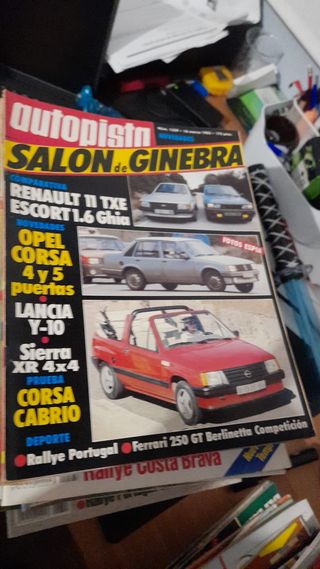 autopista
NOVEDADES
SALON de GINEBRA
COMPARATIVA
RENAULT 11 TXE
ESCORT 1.6 Ghia
NOVEDADES
FOTOS ESPIA
OPEL
CORSA
4 y 5
puertas
LANCIA
Y-10
Sierra
XR 4x4
PRUEBA
CORSA
CABRIO
DEPORTE
Rallye Portugal
Ferrari 250 GT Berlinetta Competición
Rallye Costa Brava